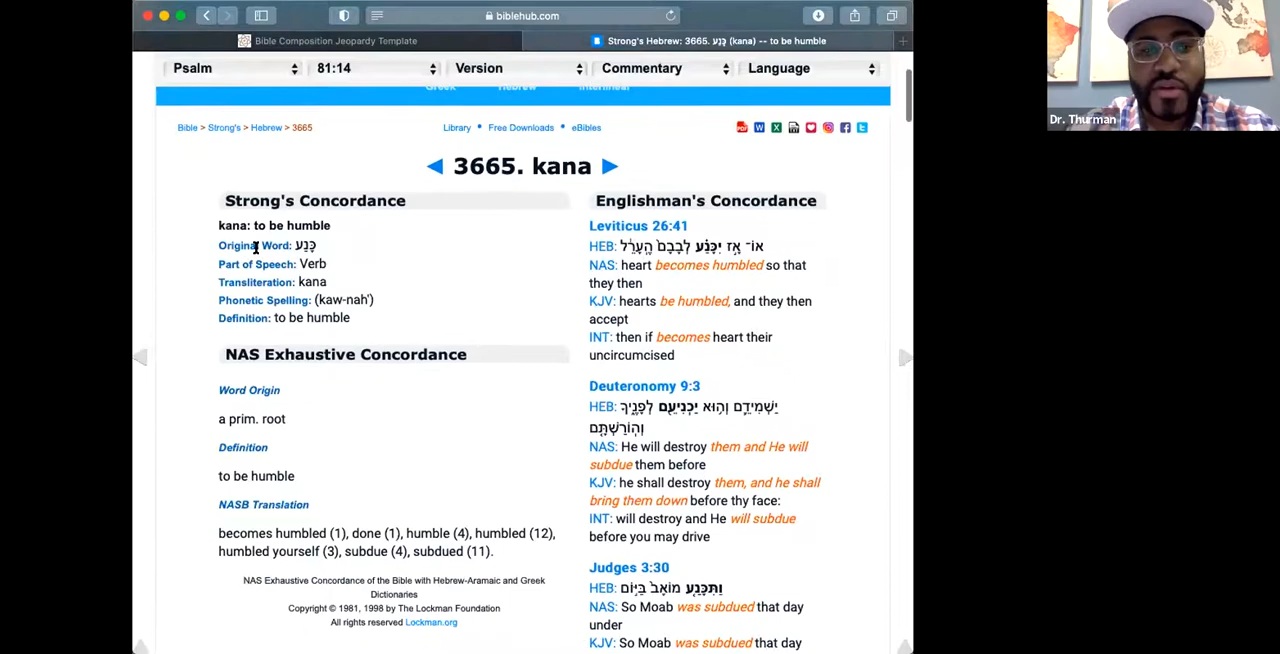 biblehub.com
Bible Composition Jeopardy Template
Strong's Hebrew: 3665. כָּנַע (kana) -- to be humble
Psalm 81:14 Version Commentary Language
Greek Hebrew Interlinear
Bible > Strong's > Hebrew > 3665
Library • Free Downloads • eBibles
◀ 3665. kana ▶
Strong's Concordance
kana: to be humble
Original Word: כָּנַע
Part of Speech: Verb
Transliteration: kana
Phonetic Spelling: (kaw-nah')
Definition: to be humble
NAS Exhaustive Concordance
Word Origin
a prim. root
Definition
to be humble
NASB Translation
becomes humbled (1), done (1), humble (4), humbled (12),
humbled yourself (3), subdue (4), subdued (11).
NAS Exhaustive Concordance of the Bible with Hebrew-Aramaic and Greek
Dictionaries
Copyright © 1981, 1998 by The Lockman Foundation
All rights reserved Lockman.org
Englishman's Concordance
Leviticus 26:41
HEB: אוֹ־ אָ֣ז יִכָּנַ֗ע לְבָבָם֙ הֶֽעָרֵ֔ל
NAS: heart becomes humbled so that
they then
KJV: hearts be humbled, and they then
accept
INT: then if becomes heart their
uncircumcised
Deuteronomy 9:3
HEB: יַשְׁמִידֵ֛ם וְה֥וּא יַכְנִיעֵ֖ם לְפָנֶ֑יךָ
וְהֽוֹרַשְׁתָּ֤ם
NAS: He will destroy them and He will
subdue them before
KJV: he shall destroy them, and he shall
bring them down before thy face:
INT: will destroy and He will subdue
before you may drive
Judges 3:30
HEB: וַתִּכָּנַ֤ע מוֹאָב֙ בַּיּ֣וֹם
NAS: So Moab was subdued that day
under
KJV: So Moab was subdued that day
Dr. Thurman